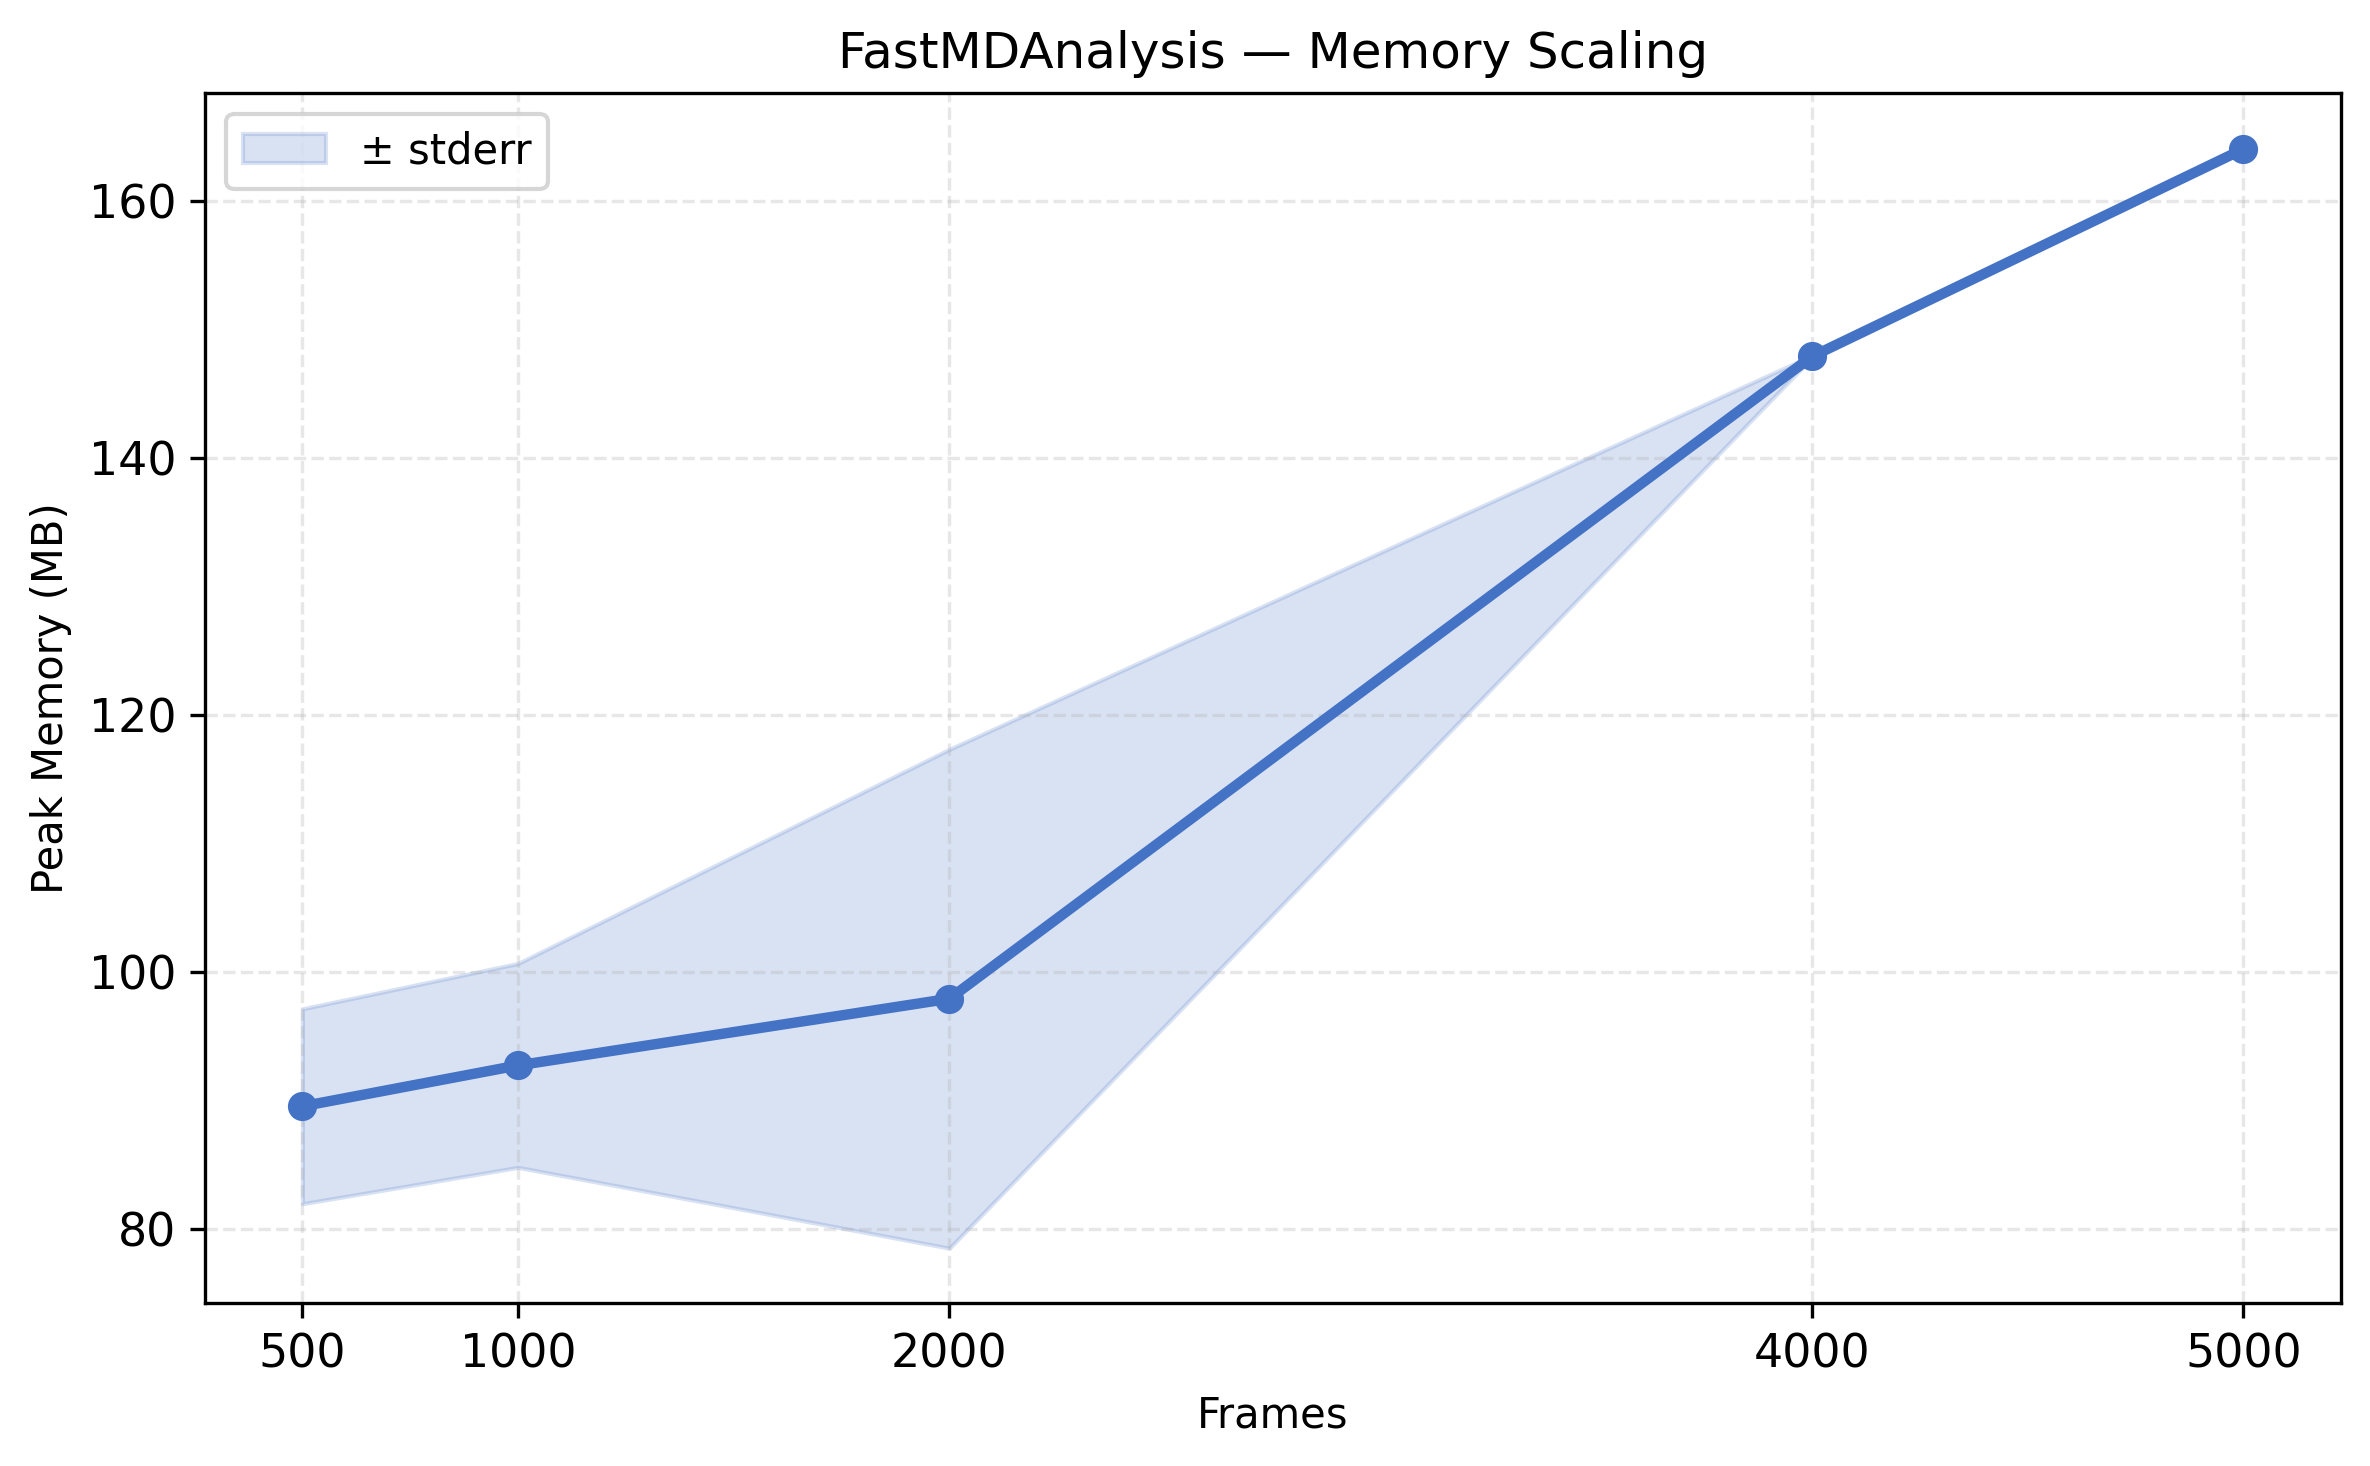 FastMDAnalysis — Memory Scaling
± stderr
Peak Memory (MB)
160
140
120
100
80
500 1000 2000 4000 5000
Frames